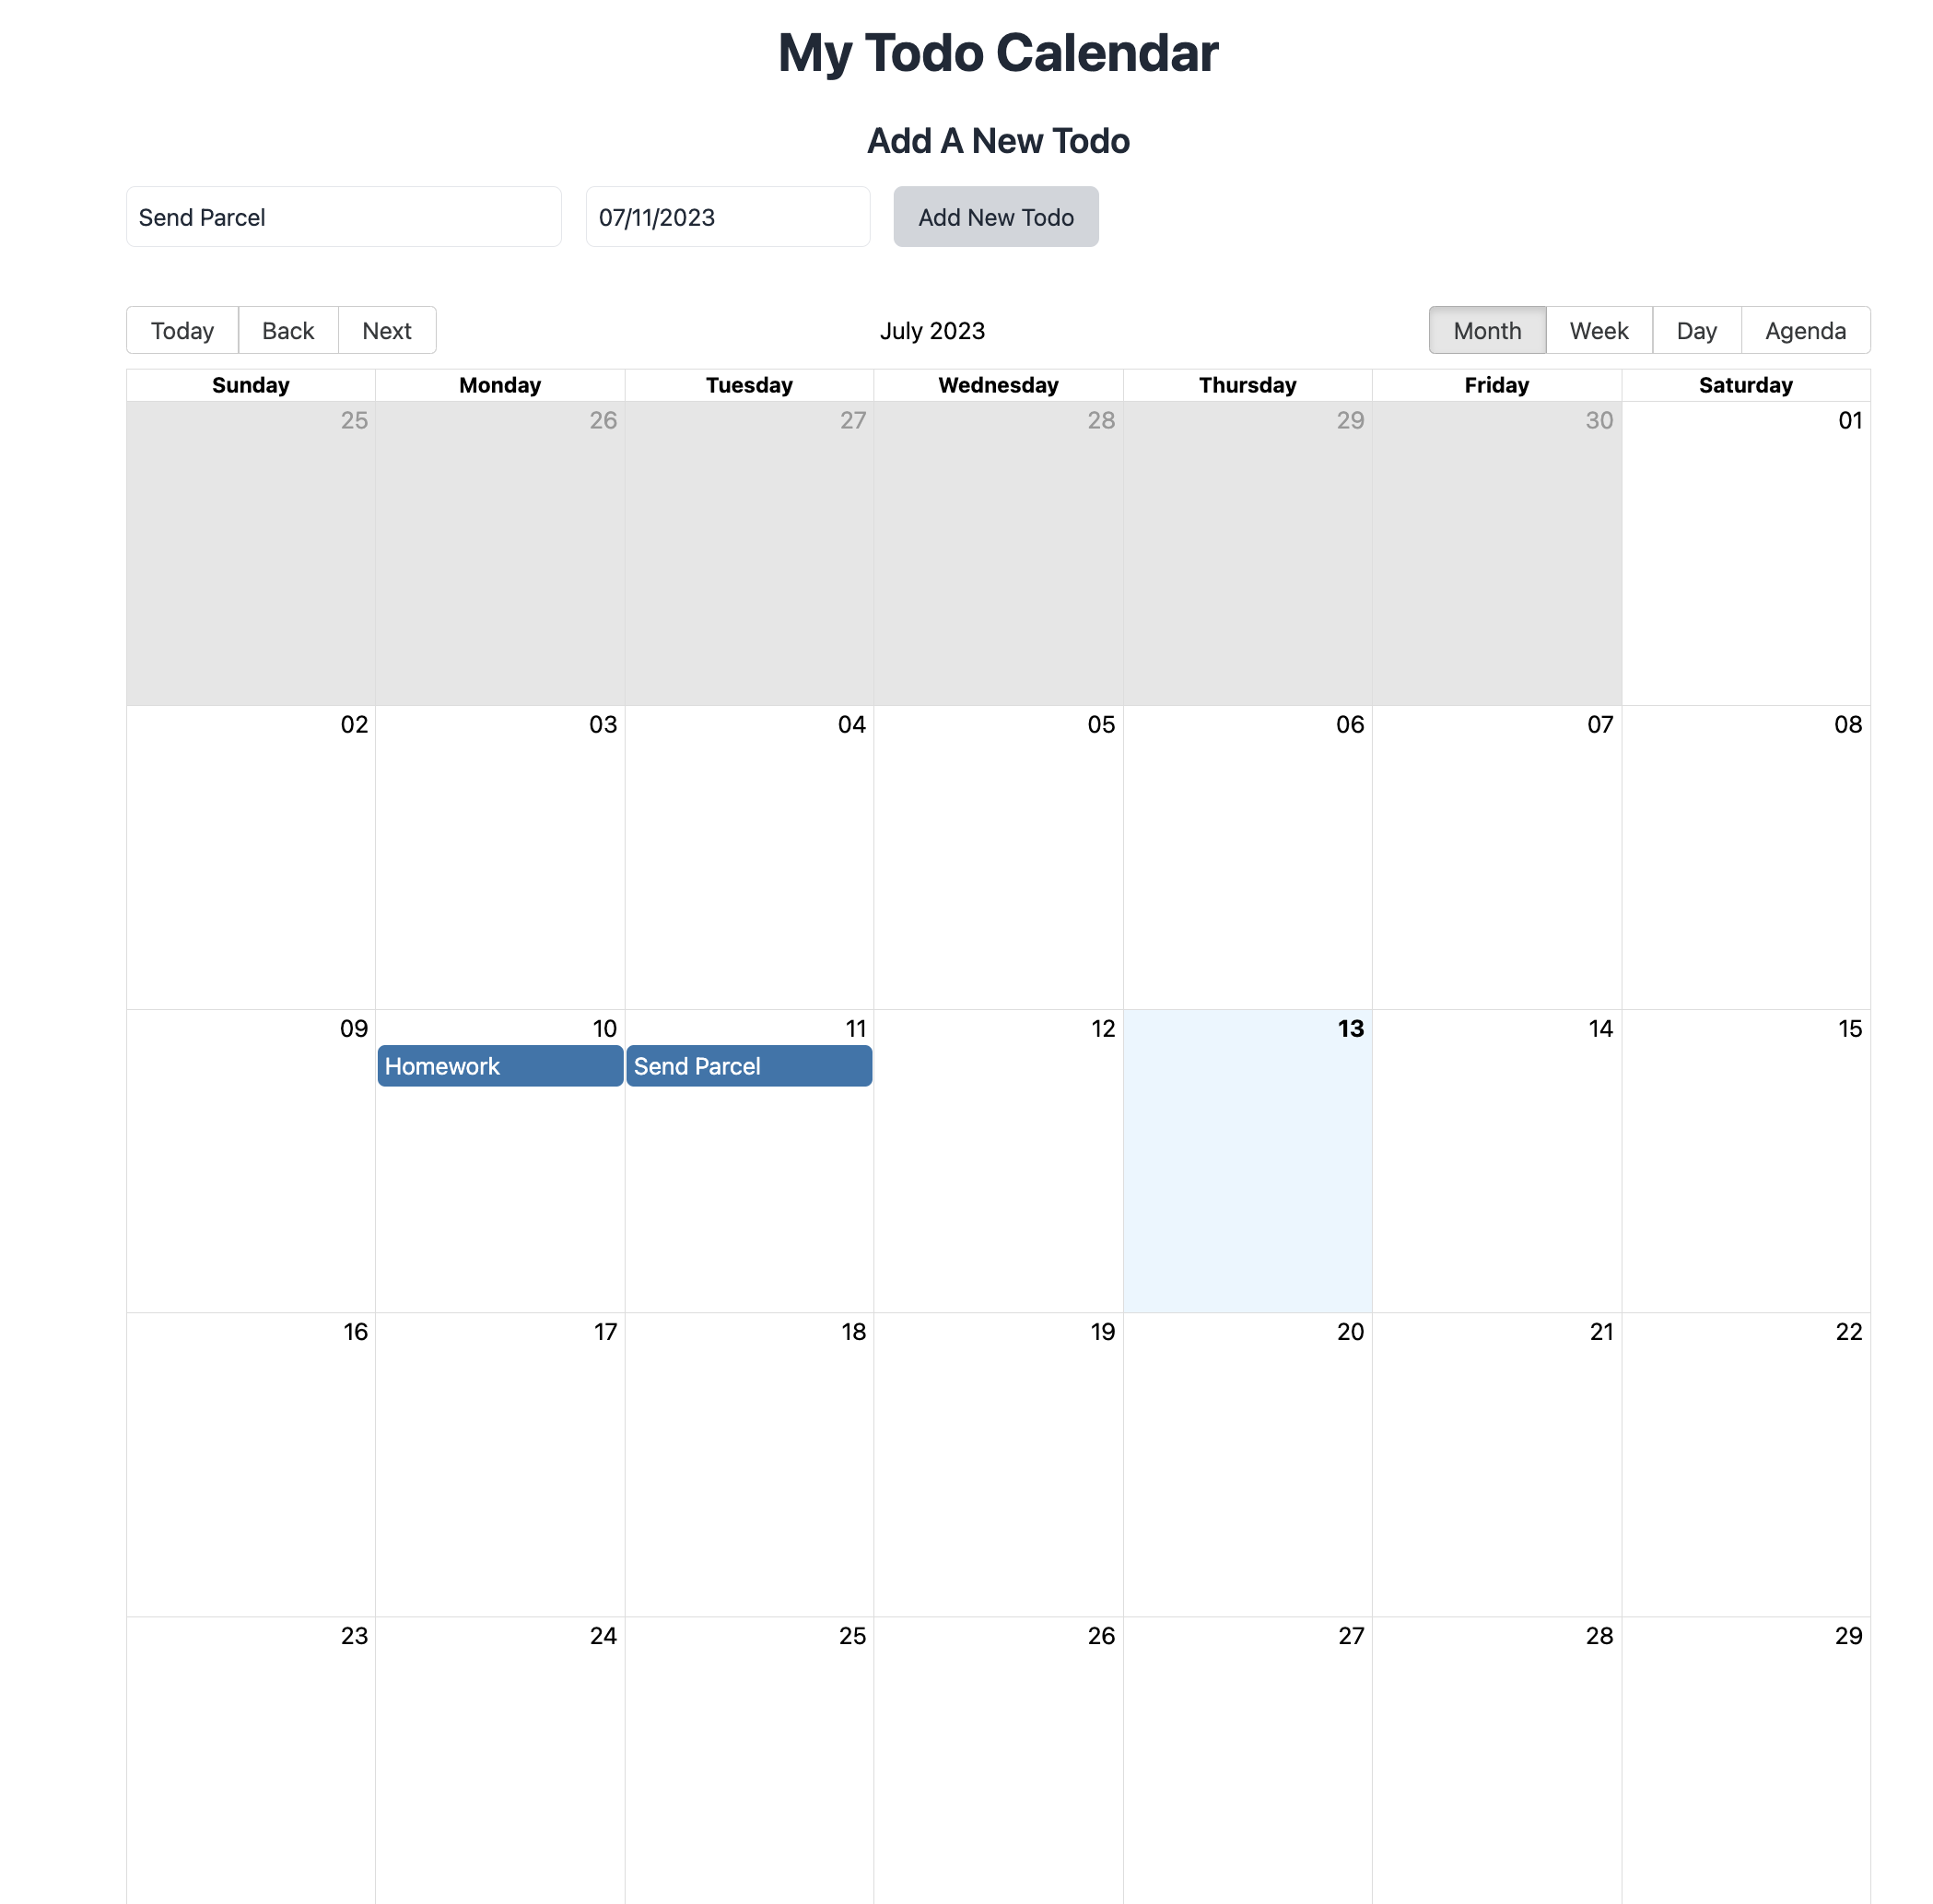 My Todo Calendar
Add A New Todo
Send Parcel 07/11/2023 Add New Todo
Today Back Next July 2023 Month Week Day Agenda
Sunday Monday Tuesday Wednesday Thursday Friday Saturday
25 26 27 28 29 30 01
02 03 04 05 06 07 08
09 10 11 12 13 14 15
Homework Send Parcel
16 17 18 19 20 21 22
23 24 25 26 27 28 29